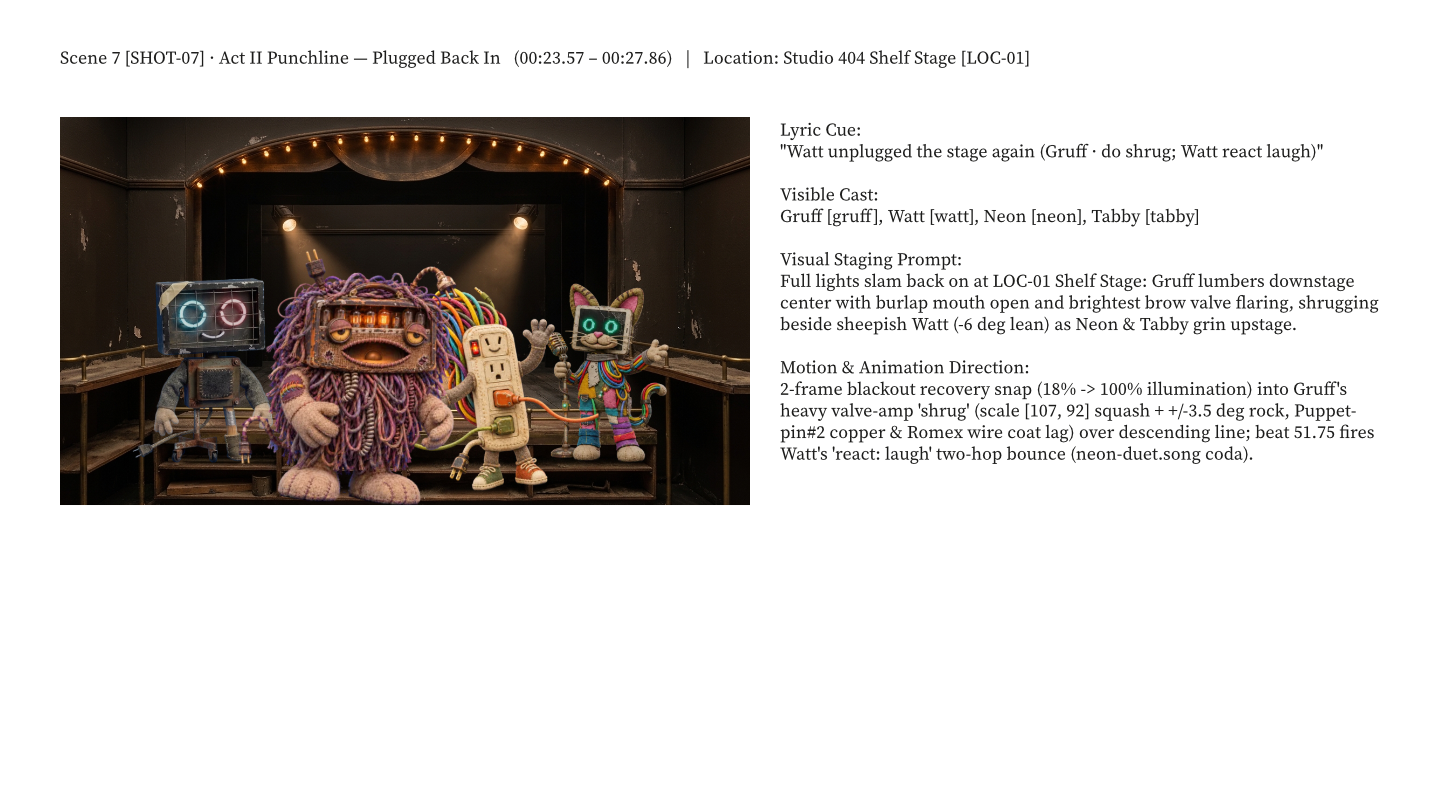 Scene 7 [SHOT-07] · Act II Punchline — Plugged Back In (00:23.57 – 00:27.86) | Location: Studio 404 Shelf Stage [LOC-01]
Lyric Cue:
"Watt unplugged the stage again (Gruff · do shrug; Watt react laugh)"
Visible Cast:
Gruff [gruff], Watt [watt], Neon [neon], Tabby [tabby]
Visual Staging Prompt:
Full lights slam back on at LOC-01 Shelf Stage: Gruff lumbers downstage
center with burlap mouth open and brightest brow valve flaring, shrugging
beside sheepish Watt (-6 deg lean) as Neon & Tabby grin upstage.
Motion & Animation Direction:
2-frame blackout recovery snap (18% -> 100% illumination) into Gruff's
heavy valve-amp 'shrug' (scale [107, 92] squash + +/-3.5 deg rock, Puppet-
pin#2 copper & Romex wire coat lag) over descending line; beat 51.75 fires
Watt's 'react: laugh' two-hop bounce (neon-duet.song coda).